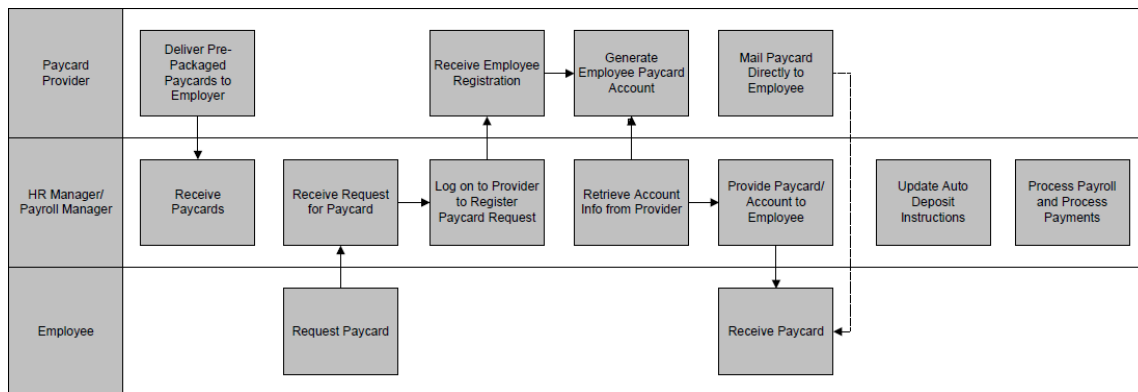 Paycard
Provider
Deliver Pre-
Packaged
Paycards to
Employer
Receive Employee
Registration
Generate
Employee Paycard
Account
Mail Paycard
Directly to
Employee
HR Manager/
Payroll Manager
Receive
Paycards
Receive Request
for Paycard
Log on to Provider
to Register
Paycard Request
Retrieve Account
Info from Provider
Provide Paycard/
Account to
Employee
Update Auto
Deposit
Instructions
Process Payroll
and Process
Payments
Employee
Request Paycard
Receive Paycard